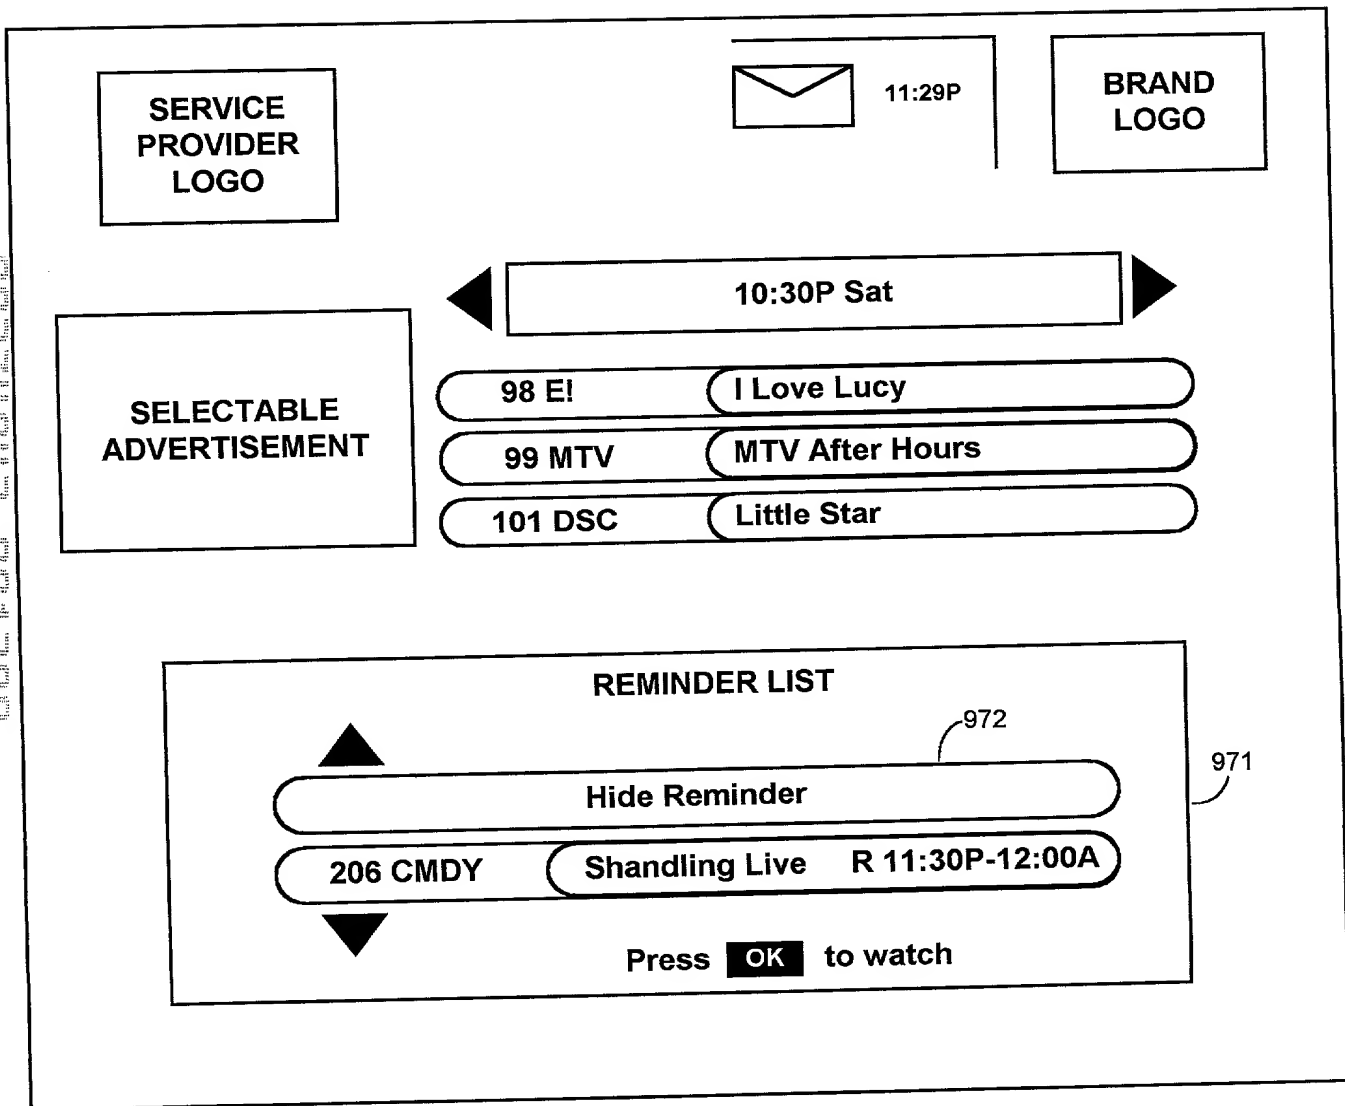 SERVICE
PROVIDER
LOGO
11:29P
BRAND
LOGO
10:30P Sat
SELECTABLE
ADVERTISEMENT
98 E! I Love Lucy
99 MTV MTV After Hours
101 DSC Little Star
REMINDER LIST
972
971
Hide Reminder
206 CMDY Shandling Live R 11:30P-12:00A
Press OK to watch